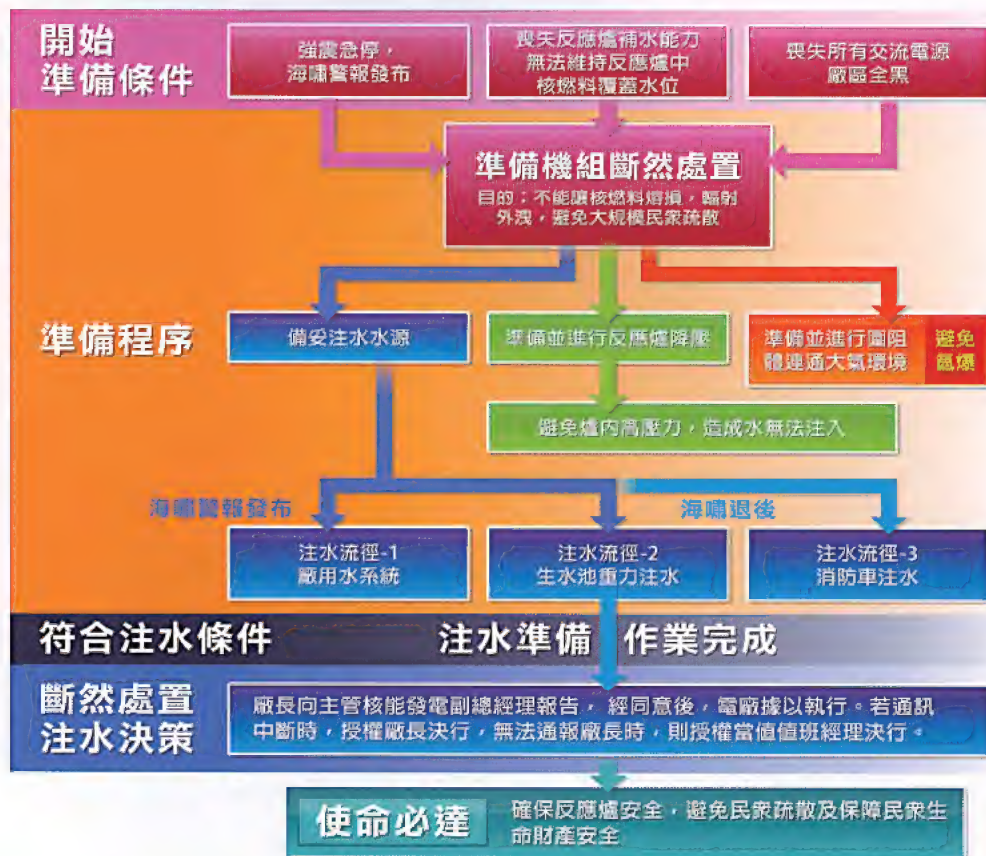 開始
準備條件
強震急停，
海嘯警報發布
喪失反應爐補水能力
無法維持反應爐中
核燃料覆蓋水位
喪失所有交流電源
廠區全黑
準備機組斷然處置
目的：不能讓核燃料熔損，輻射
外洩，避免大規模民眾疏散
準備程序
備妥注水水源
準備並進行反應爐降壓
準備並進行圍阻
體連通大氣環境
避免
氫爆
避免爐內高壓力，造成水無法注入
海嘯警報發布
海嘯退後
注水流徑-1
廠用水系統
注水流徑-2
生水池重力注水
注水流徑-3
消防車注水
符合注水條件
注水準備 作業完成
斷然處置
注水決策
廠長向主管核能發電副總經理報告，經同意後，電廠據以執行。若通訊
中斷時，授權廠長決行，無法通報廠長時，則授權當值值班經理決行。
使命必達
確保反應爐安全，避免民眾疏散及保障民眾生
命財產安全